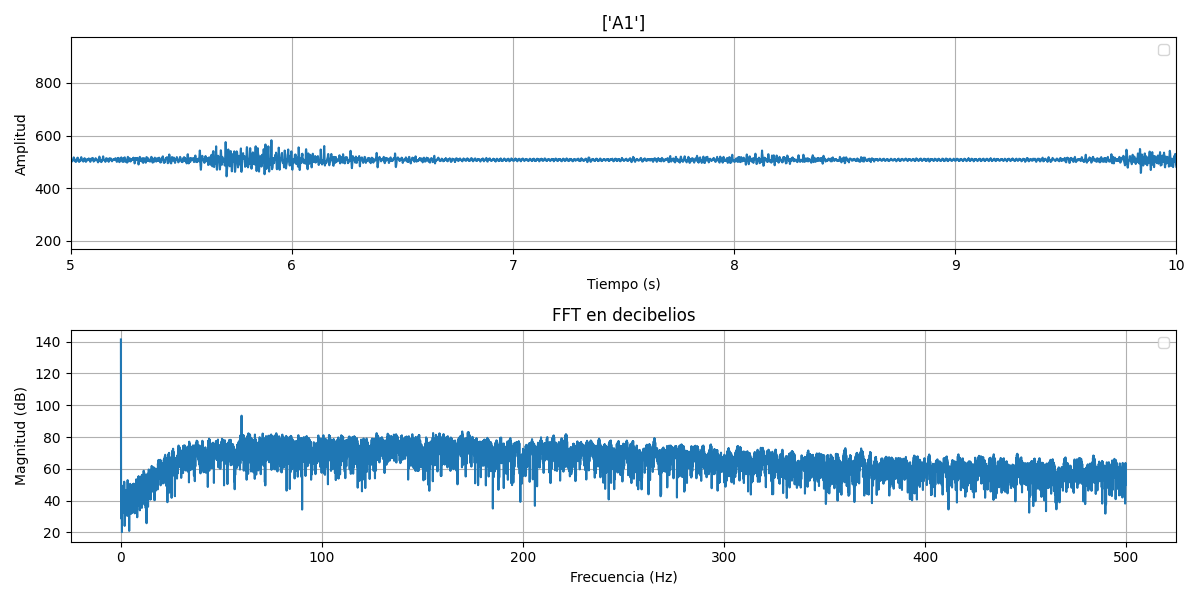 ['A1']
Amplitud
800
600
400
200
5 6 7 8 9 10
Tiempo (s)
FFT en decibelios
Magnitud (dB)
140
120
100
80
60
40
20
0 100 200 300 400 500
Frecuencia (Hz)